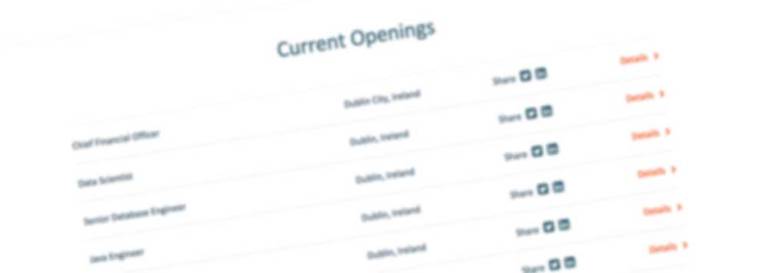 Current Openings
Chief Financial Officer Dublin City, Ireland Share Details
Data Scientist Dublin, Ireland Share Details
Senior Database Engineer Dublin, Ireland Share Details
Java Engineer Dublin, Ireland Share Details
Dublin, Ireland Share Details
Share Details